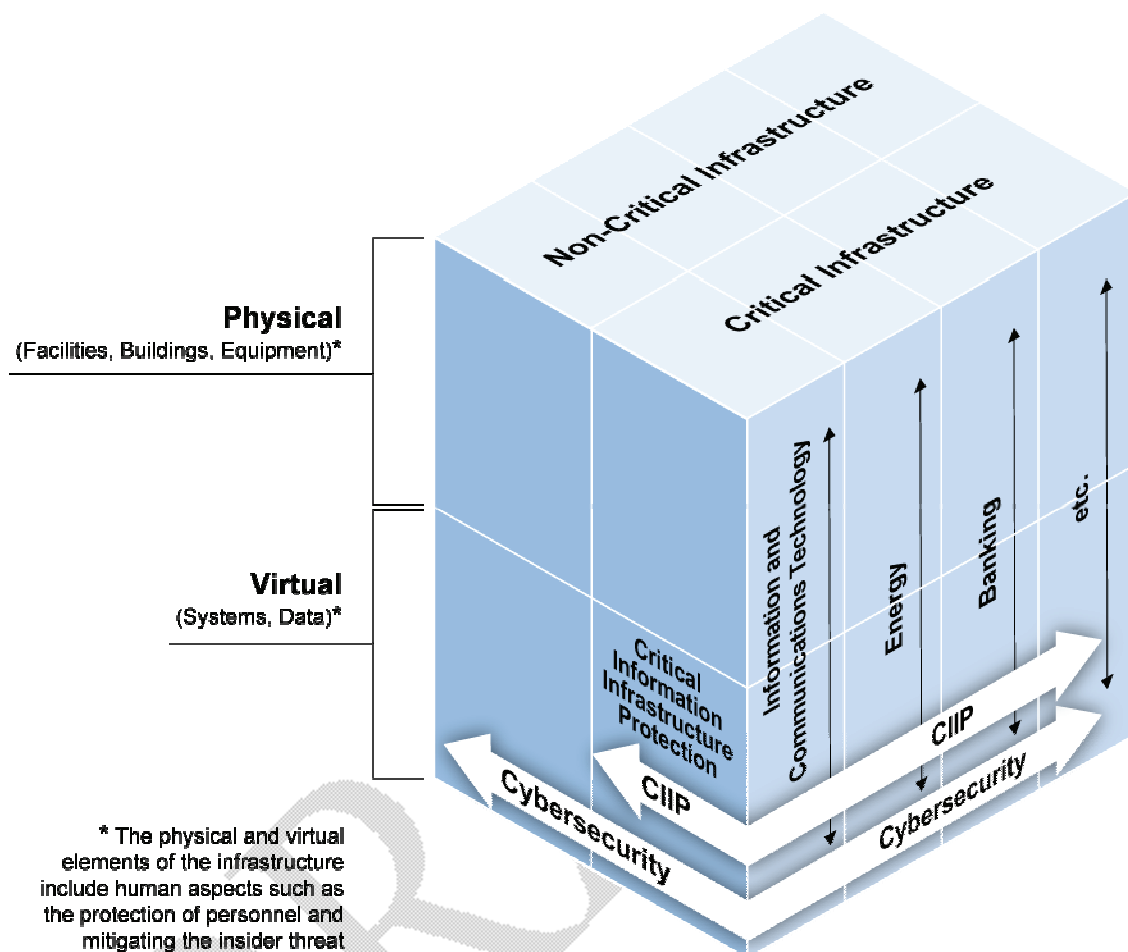 Non-Critical Infrastructure
Critical Infrastructure
Physical
(Facilities, Buildings, Equipment)*
Virtual
(Systems, Data)*
Information and
Communications Technology
Energy
Banking
etc.
Critical
Information
Infrastructure
Protection
CIIP
CIIP
Cybersecurity
Cybersecurity
* The physical and virtual
elements of the infrastructure
include human aspects such as
the protection of personnel and
mitigating the insider threat